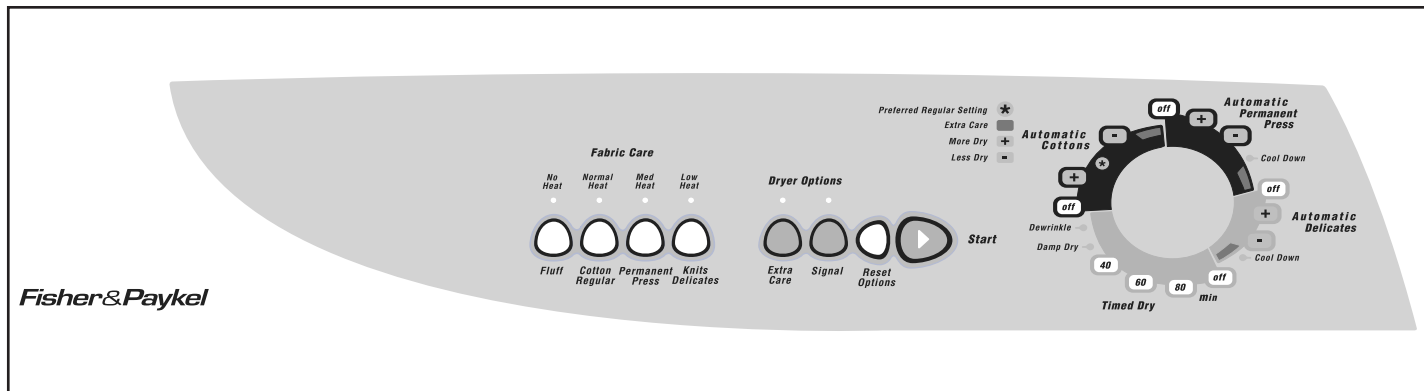 Fisher&Paykel
Fabric Care
No Heat
Normal Heat
Med Heat
Low Heat
Fluff
Cotton Regular
Permanent Press
Knits Delicates
Dryer Options
Extra Care
Signal
Reset Options
Start
Preferred Regular Setting *
Extra Care
More Dry +
Less Dry -
Automatic Cottons
off
+
*
-
off
Automatic Permanent Press
+
-
Cool Down
off
Automatic Delicates
+
-
Cool Down
off
min
80
60
40
Timed Dry
Damp Dry
Dewrinkle